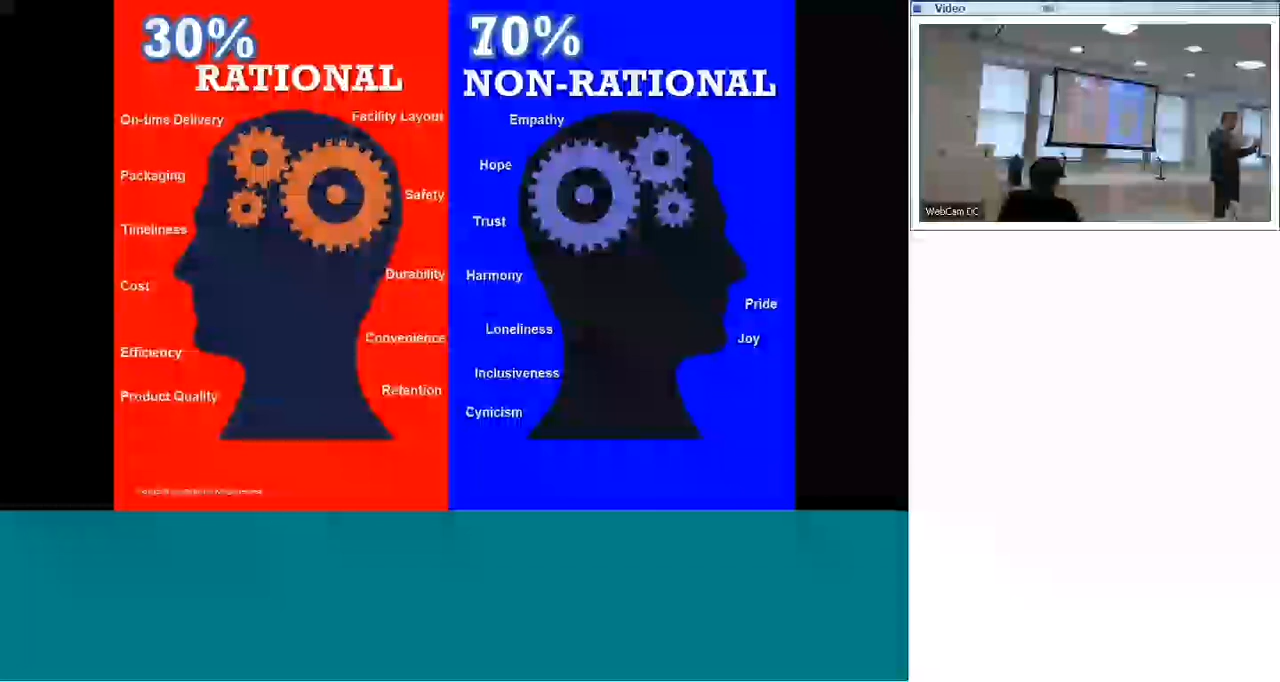 30%
RATIONAL
On-time Delivery
Facility Layout
Packaging
Safety
Timeliness
Cost
Durability
Convenience
Efficiency
Retention
Product Quality
70%
NON-RATIONAL
Empathy
Hope
Trust
Harmony
Pride
Loneliness
Joy
Inclusiveness
Cynicism
Video
WebCam DC